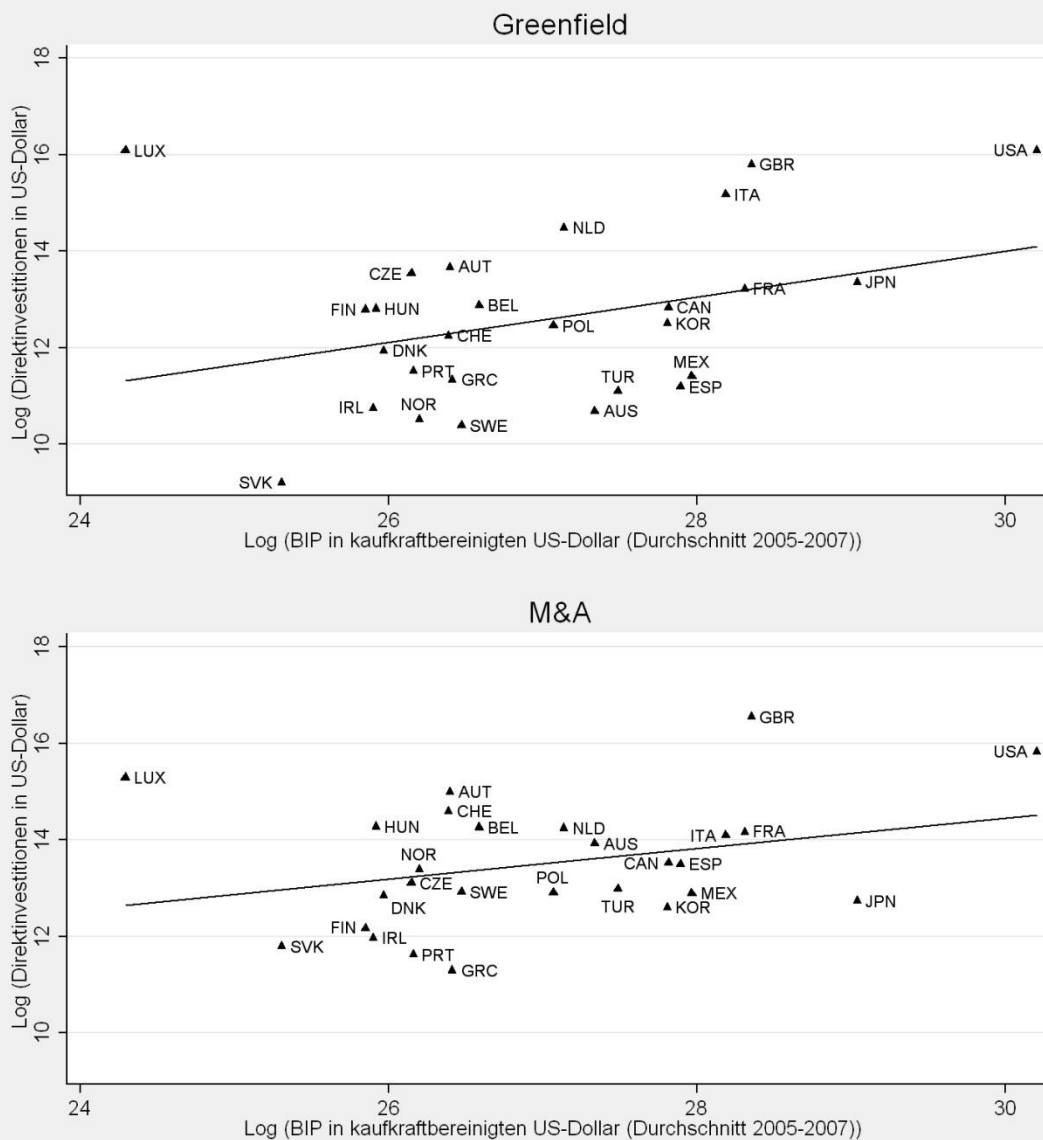 Greenfield
Log (Direktinvestitionen in US-Dollar)
18
16
14
12
10
LUX
USA
GBR
ITA
NLD
AUT
CZE
FRA
JPN
FIN
HUN
BEL
CAN
KOR
POL
CHE
DNK
PRT
GRC
MEX
TUR
ESP
IRL
NOR
AUS
SWE
SVK
24
26
28
30
Log (BIP in kaufkraftbereinigten US-Dollar (Durchschnitt 2005-2007))
M&A
Log (Direktinvestitionen in US-Dollar)
18
16
14
12
10
GBR
USA
LUX
AUT
CHE
HUN
BEL
NLD
AUS
ITA
FRA
NOR
CAN
ESP
CZE
SWE
POL
TUR
MEX
KOR
JPN
DNK
FIN
IRL
SVK
PRT
GRC
24
26
28
30
Log (BIP in kaufkraftbereinigten US-Dollar (Durchschnitt 2005-2007))